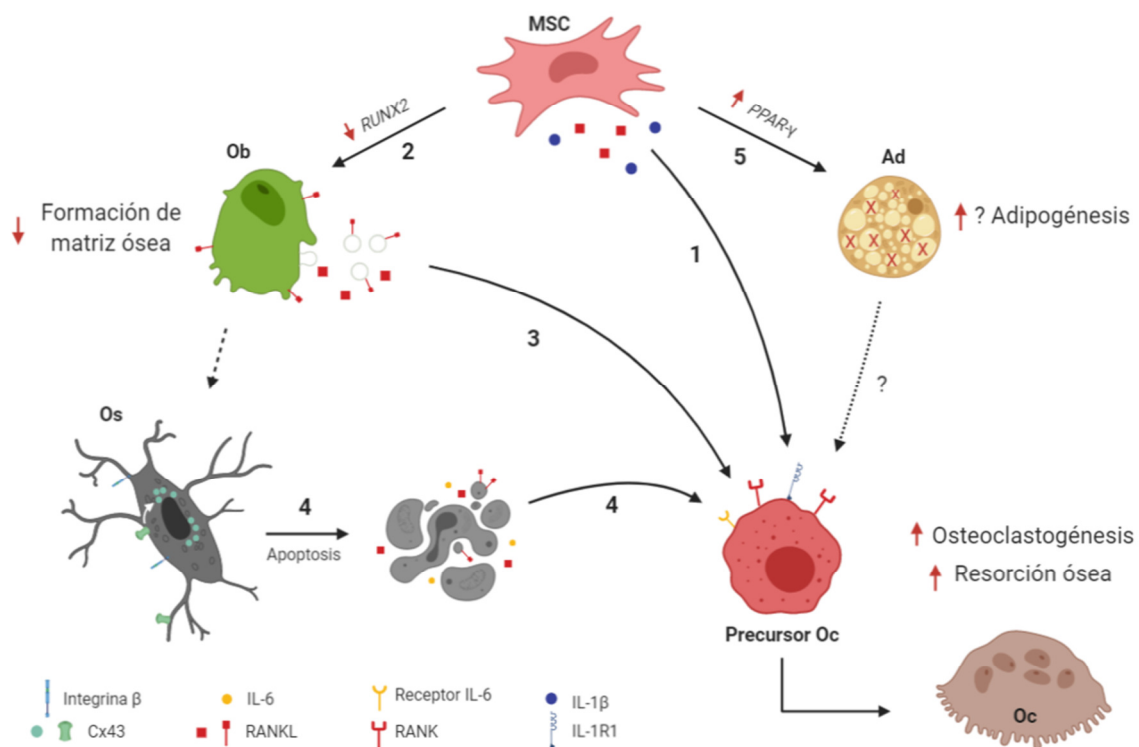 MSC
RUNX2
2
PPAR-γ
5
Ob
Ad
Formación de
matriz ósea
? Adipogénesis
1
3
?
Os
4
Apoptosis
4
Osteoclastogénesis
Resorción ósea
Precursor Oc
Oc
Integrina β
IL-6
Receptor IL-6
IL-1β
Cx43
RANKL
RANK
IL-1R1
X X X X X X X